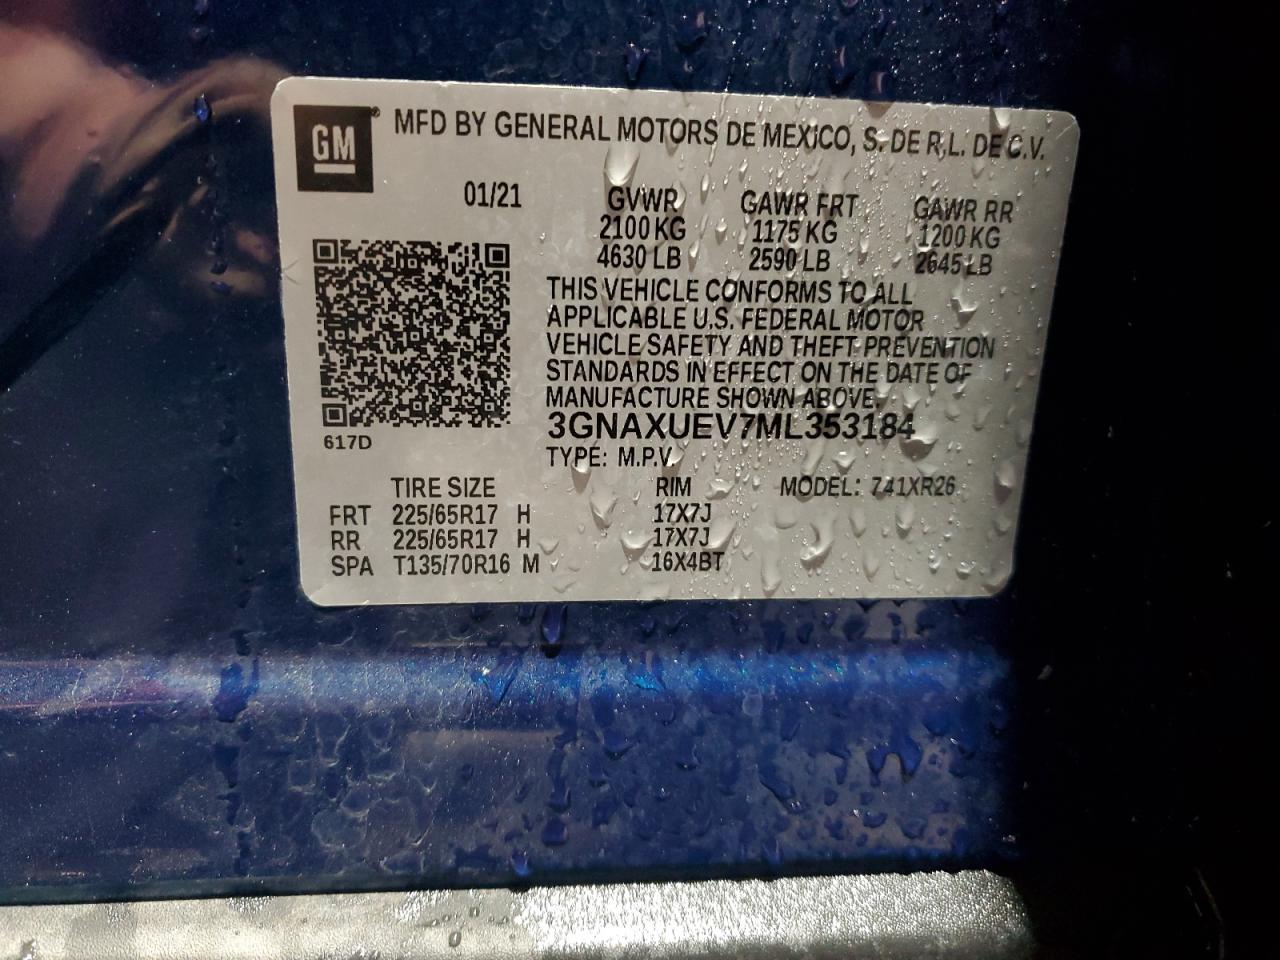 GM ® MFD BY GENERAL MOTORS DE MEXICO, S. DE R.L. DE C.V.
01/21 GVWR GAWR FRT GAWR RR
2100 KG 1175 KG 1200 KG
4630 LB 2590 LB 2645 LB
THIS VEHICLE CONFORMS TO ALL
APPLICABLE U.S. FEDERAL MOTOR
VEHICLE SAFETY AND THEFT PREVENTION
STANDARDS IN EFFECT ON THE DATE OF
MANUFACTURE SHOWN ABOVE.
3GNAXUEV7ML353184
617D
TYPE: M.P.V.
TIRE SIZE RIM MODEL: 741XR26
FRT 225/65R17 H 17X7J
RR 225/65R17 H 17X7J
SPA T135/70R16 M 16X4BT